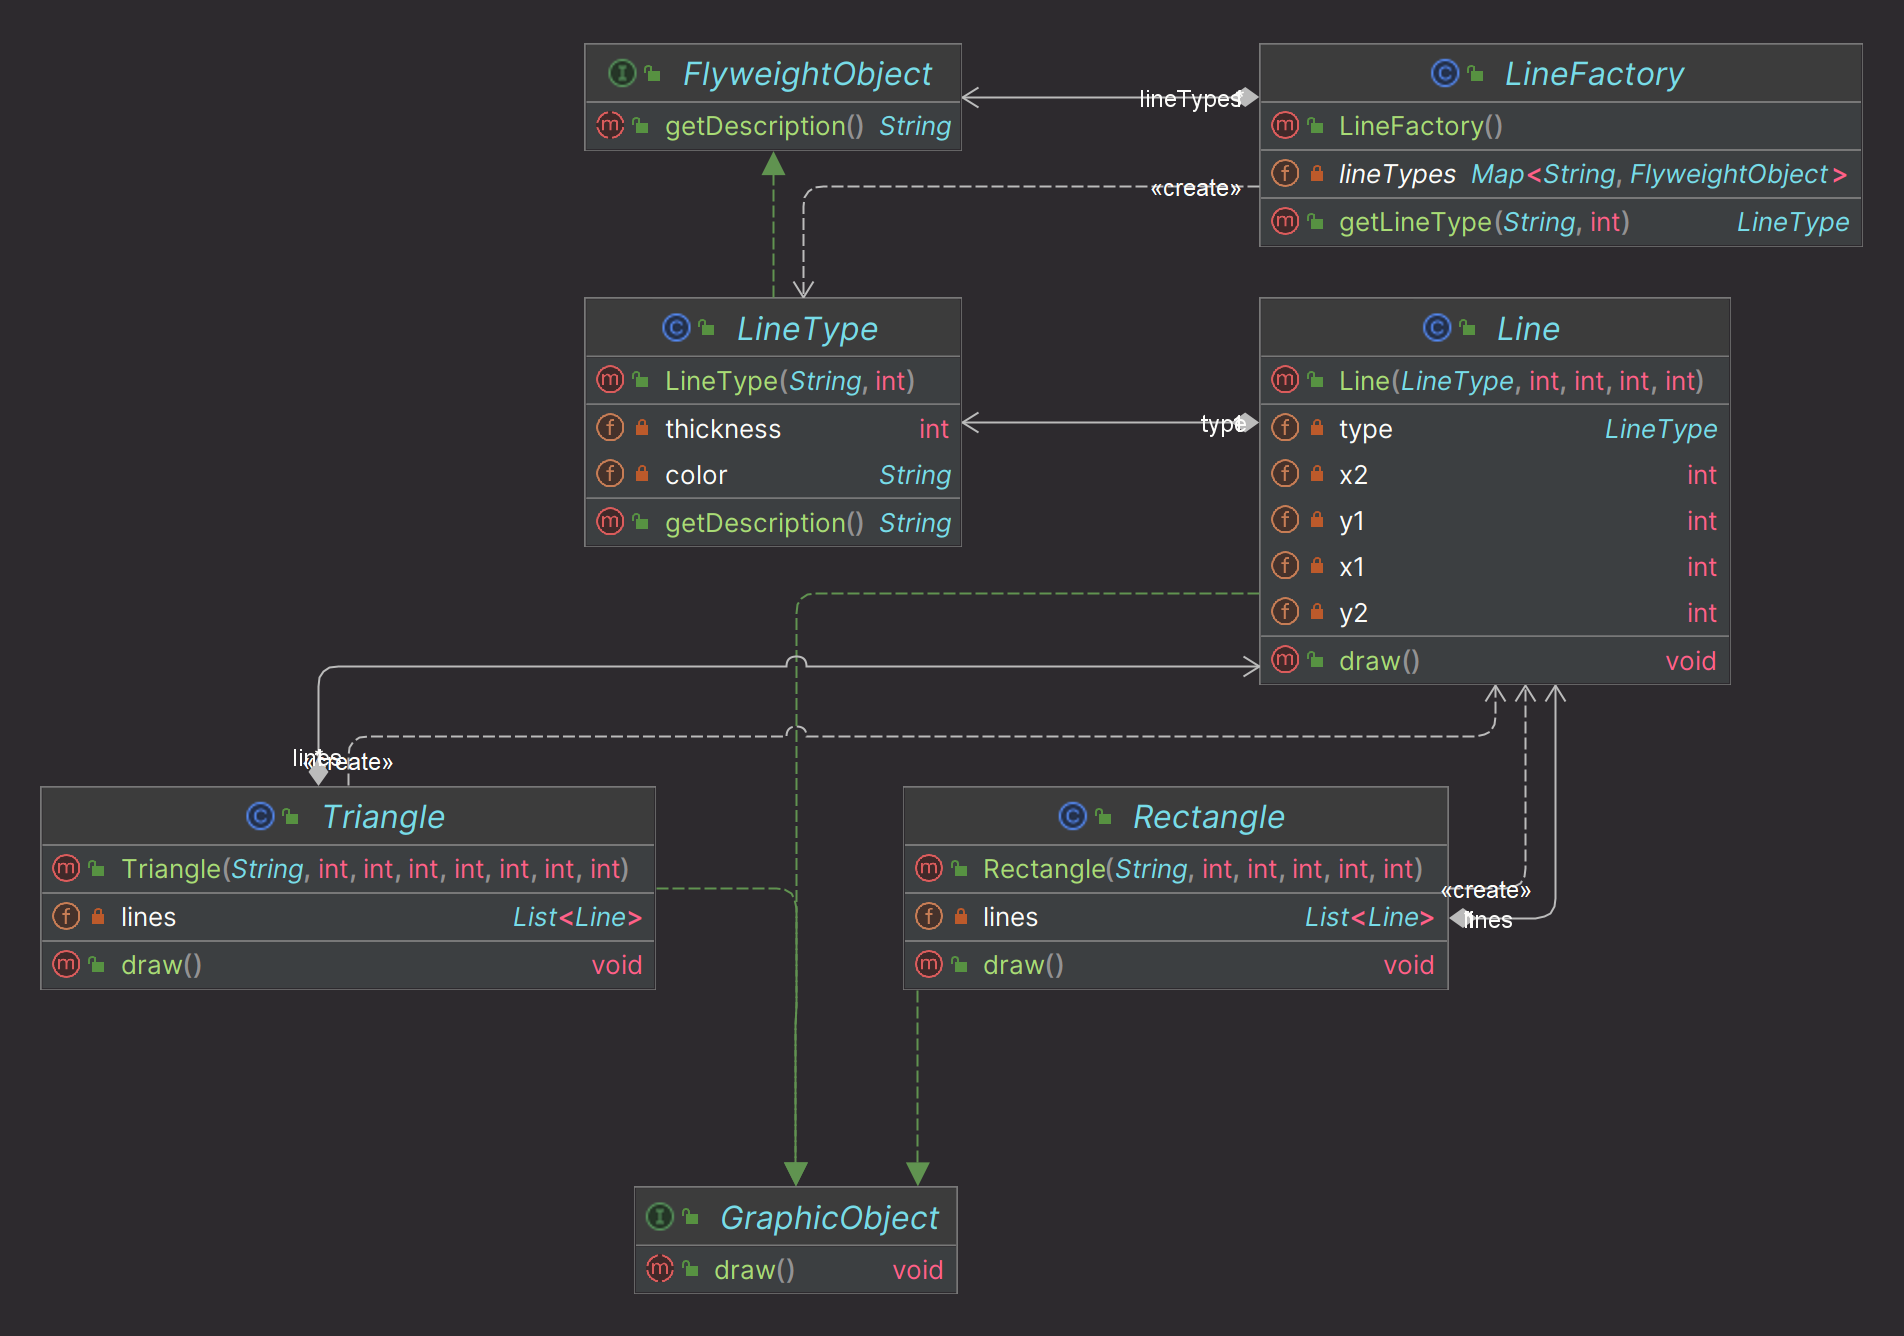 FlyweightObject
getDescription() String
LineFactory
LineFactory()
lineTypes Map<String, FlyweightObject>
getLineType(String, int) LineType
lineTypes
«create»
LineType
LineType(String, int)
thickness int
color String
getDescription() String
type
Line
Line(LineType, int, int, int, int)
type LineType
x2 int
y1 int
x1 int
y2 int
draw() void
lines
«create»
Triangle
Triangle(String, int, int, int, int, int, int, int)
lines List<Line>
draw() void
Rectangle
Rectangle(String, int, int, int, int, int)
lines List<Line>
draw() void
«create»
lines
GraphicObject
draw() void